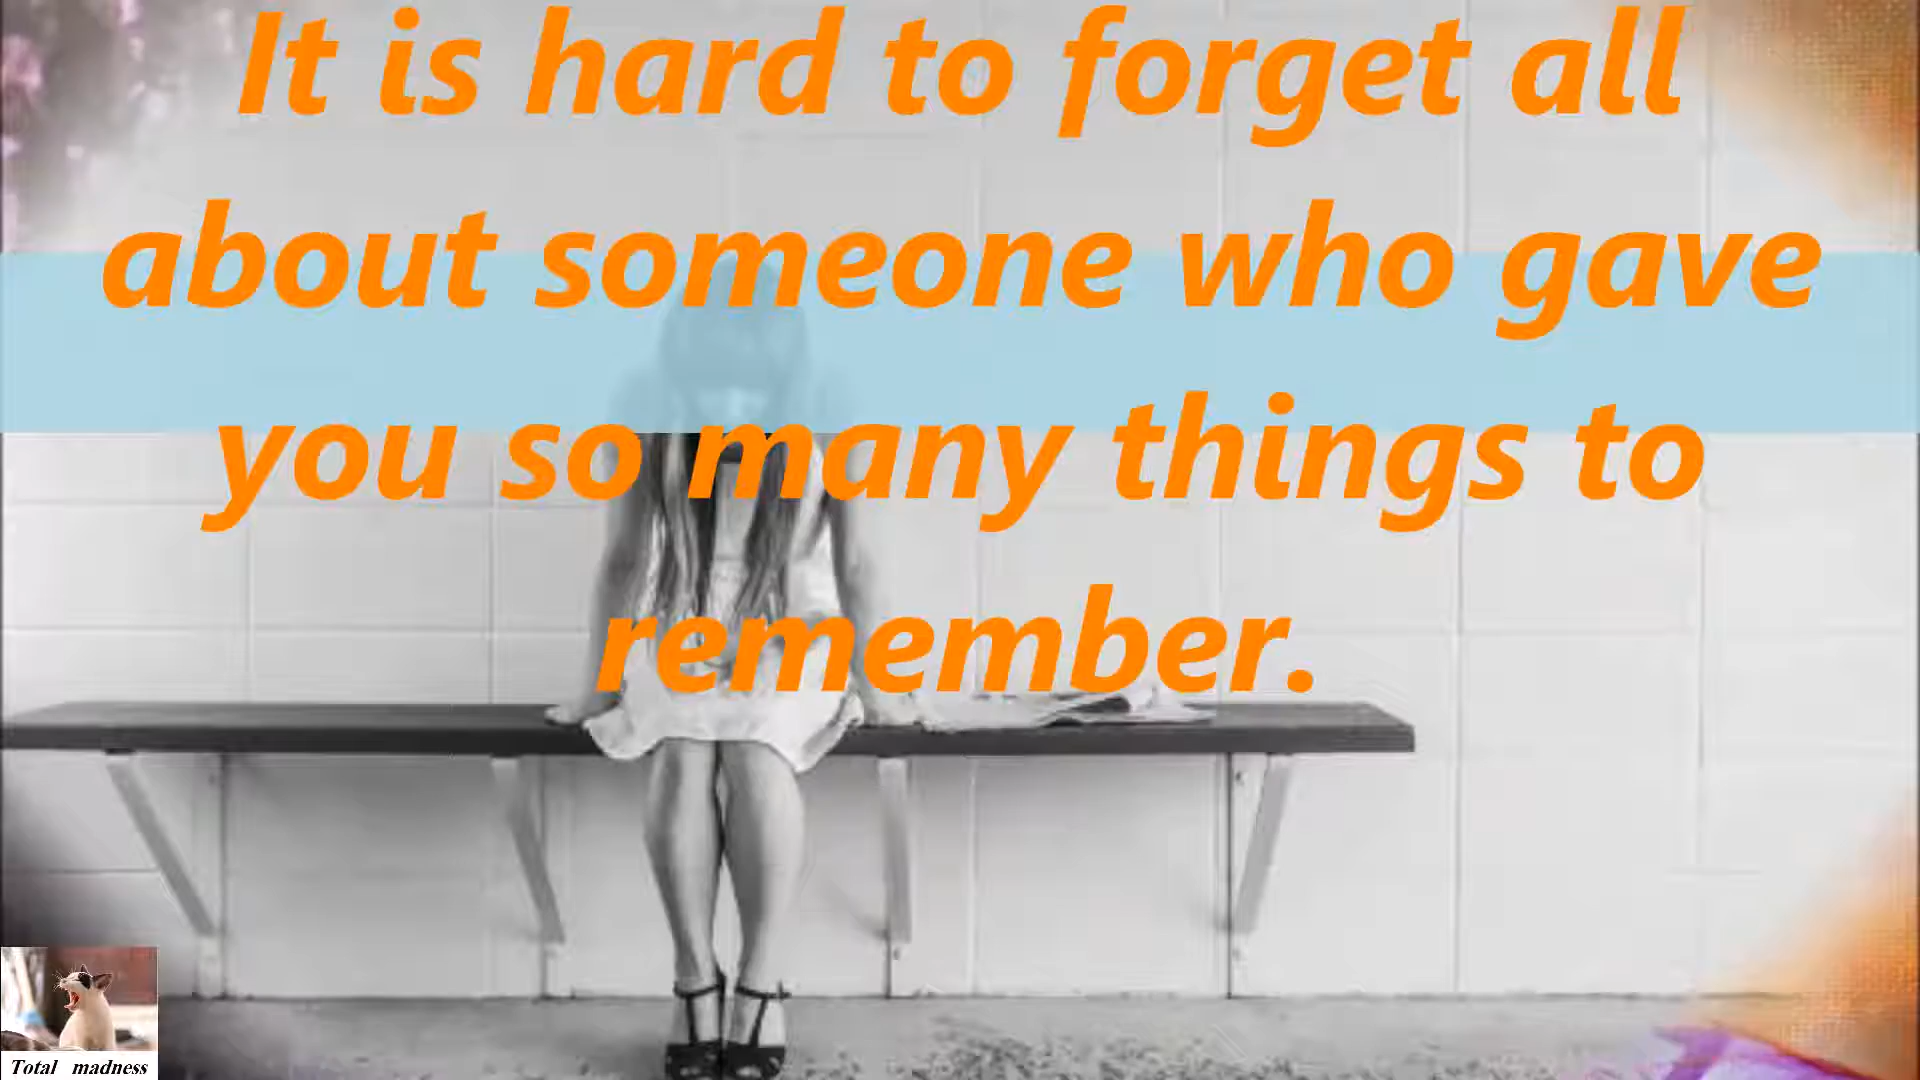 It is hard to forget all
about someone who gave
you so many things to
remember.
Total madness